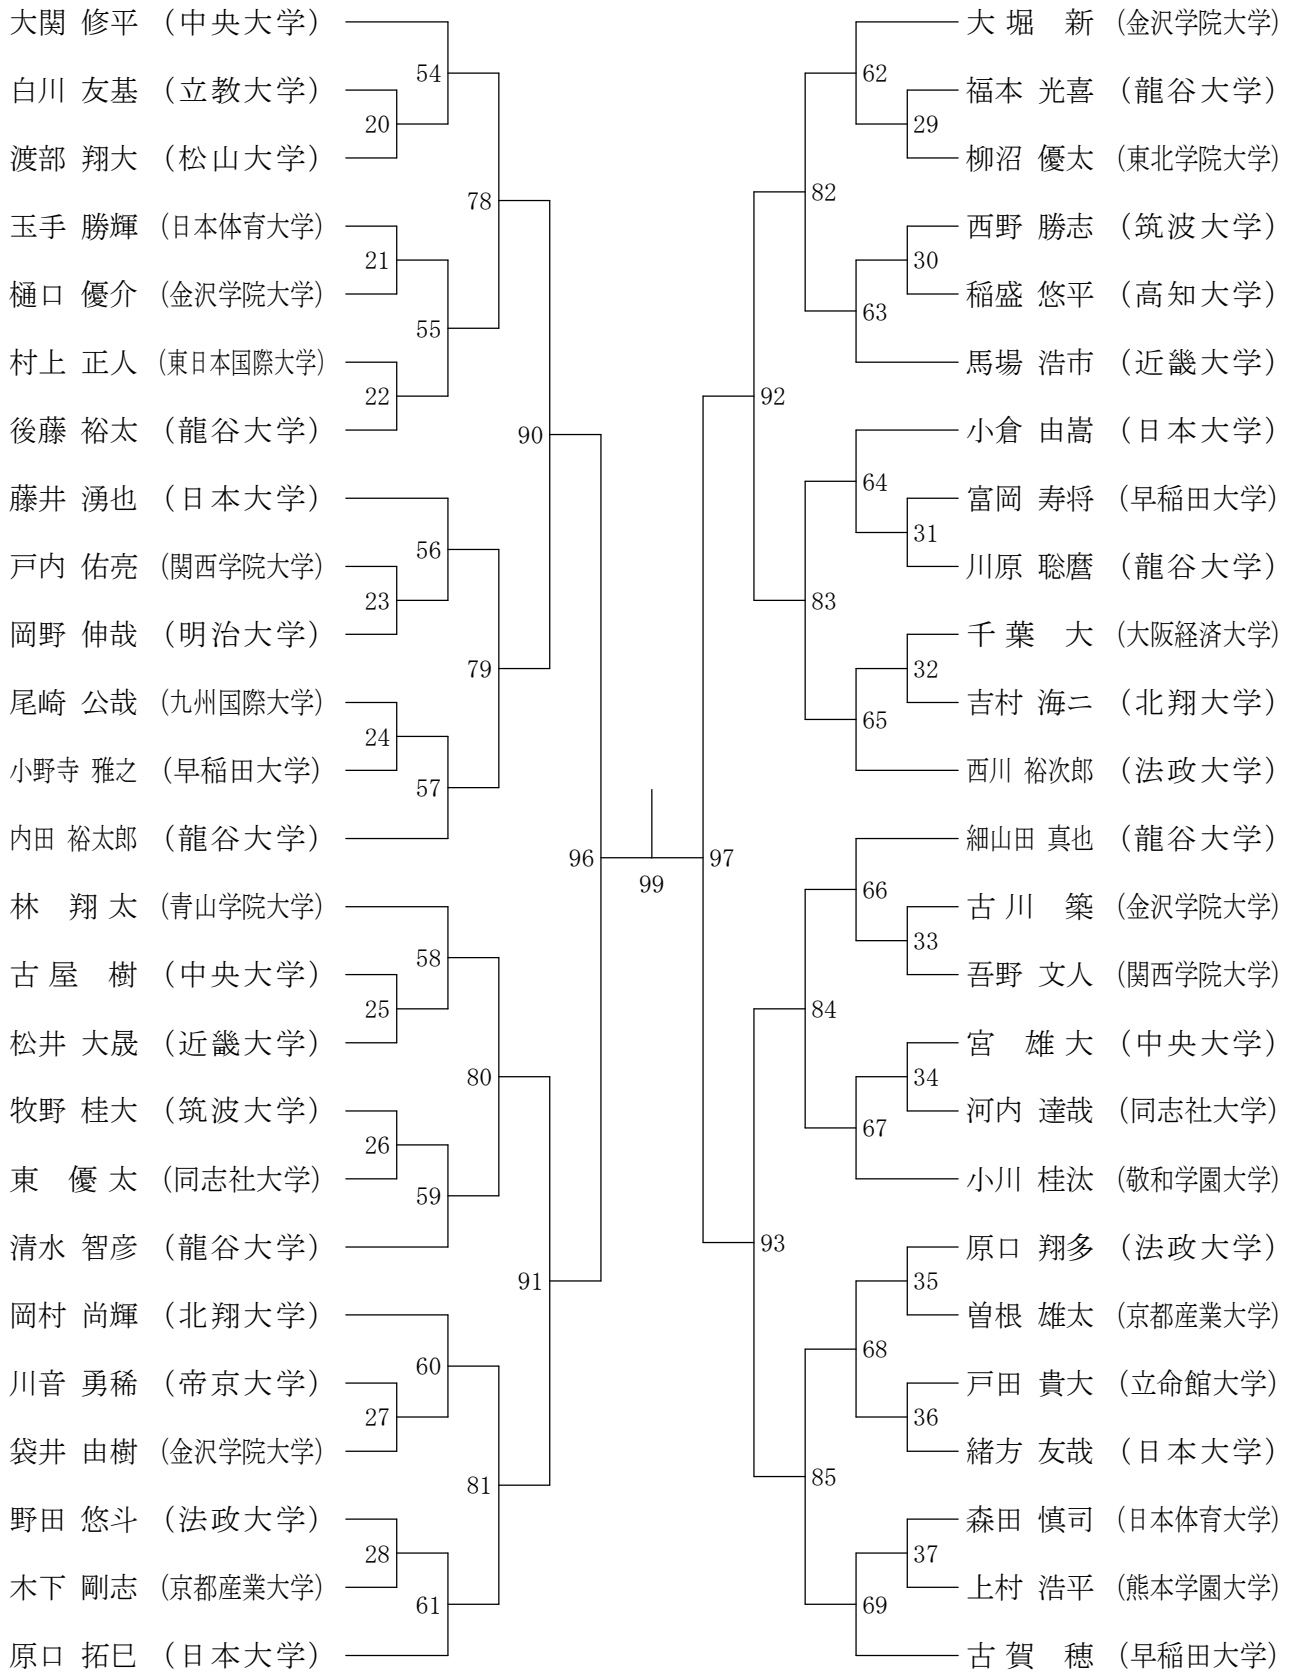 大関 修平 (中央大学)
54
白川 友基 (立教大学)
20
渡部 翔大 (松山大学)
78
玉手 勝輝 (日本体育大学)
21
樋口 優介 (金沢学院大学)
55
村上 正人 (東日本国際大学)
22
後藤 裕太 (龍谷大学)
90
藤井 湧也 (日本大学)
56
戸内 佑亮 (関西学院大学)
23
岡野 伸哉 (明治大学)
79
尾崎 公哉 (九州国際大学)
24
小野寺 雅之 (早稲田大学)
57
内田 裕太郎 (龍谷大学)
96
林 翔太 (青山学院大学)
58
古屋 樹 (中央大学)
25
松井 大晟 (近畿大学)
80
牧野 桂大 (筑波大学)
26
東 優太 (同志社大学)
59
清水 智彦 (龍谷大学)
91
岡村 尚輝 (北翔大学)
60
川音 勇稀 (帝京大学)
27
袋井 由樹 (金沢学院大学)
81
野田 悠斗 (法政大学)
28
木下 剛志 (京都産業大学)
61
原口 拓巳 (日本大学)
99
大堀 新 (金沢学院大学)
62
福本 光喜 (龍谷大学)
29
柳沼 優太 (東北学院大学)
82
西野 勝志 (筑波大学)
30
稲盛 悠平 (高知大学)
63
馬場 浩市 (近畿大学)
92
小倉 由嵩 (日本大学)
64
富岡 寿将 (早稲田大学)
31
川原 聡麿 (龍谷大学)
83
千葉 大 (大阪経済大学)
32
吉村 海二 (北翔大学)
65
西川 裕次郎 (法政大学)
97
細山田 真也 (龍谷大学)
66
古川 築 (金沢学院大学)
33
吾野 文人 (関西学院大学)
84
宮 雄大 (中央大学)
34
河内 達哉 (同志社大学)
67
小川 桂汰 (敬和学園大学)
93
原口 翔多 (法政大学)
35
曽根 雄太 (京都産業大学)
68
戸田 貴大 (立命館大学)
36
緒方 友哉 (日本大学)
85
森田 慎司 (日本体育大学)
37
上村 浩平 (熊本学園大学)
69
古賀 穂 (早稲田大学)